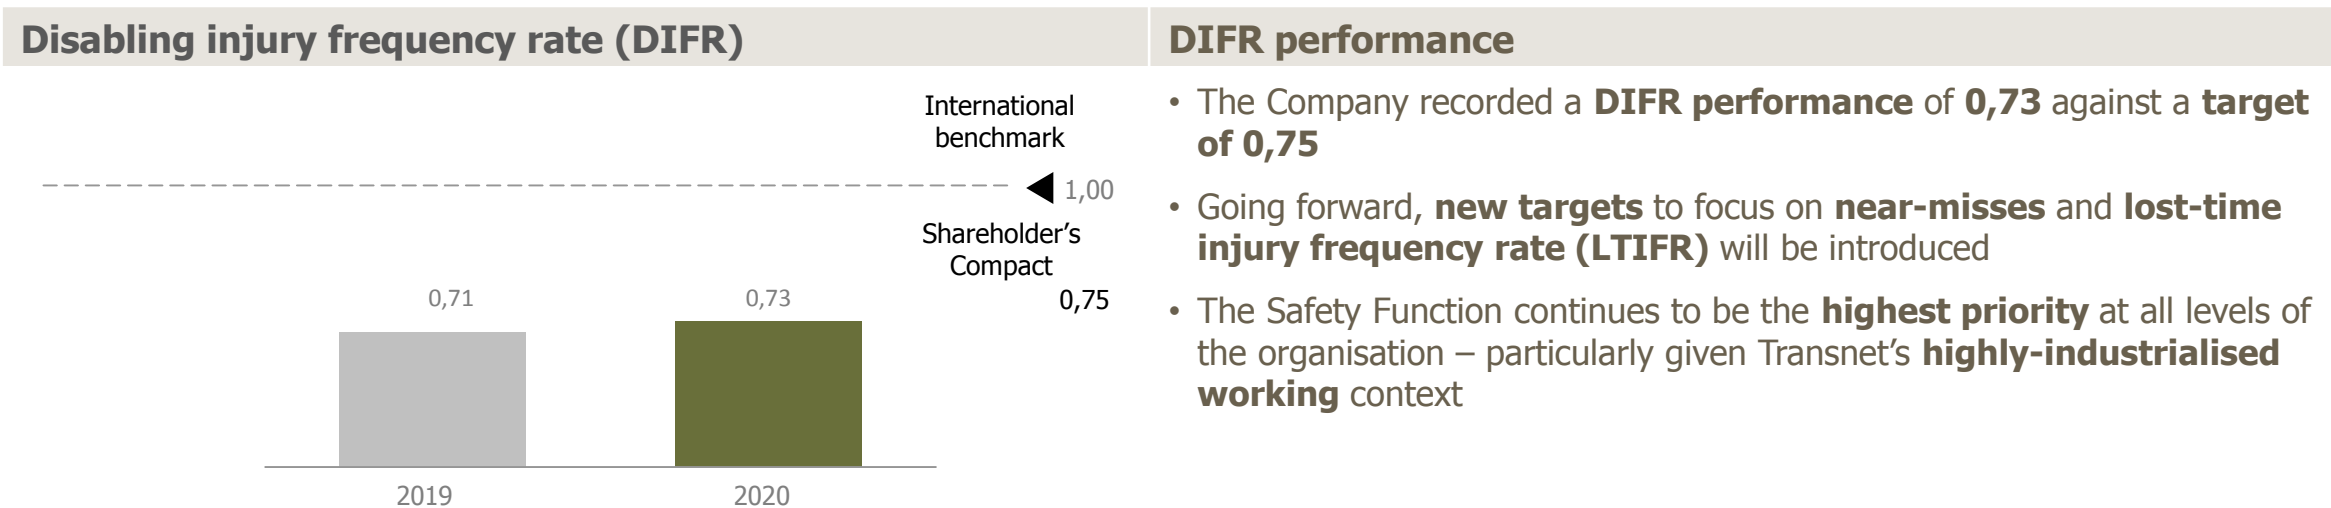 Disabling injury frequency rate (DIFR)
International
benchmark
1,00
Shareholder's
Compact
0,75
0,71
0,73
2019
2020
DIFR performance
• The Company recorded a DIFR performance of 0,73 against a target
of 0,75
• Going forward, new targets to focus on near-misses and lost-time
injury frequency rate (LTIFR) will be introduced
• The Safety Function continues to be the highest priority at all levels of
the organisation – particularly given Transnet's highly-industrialised
working context